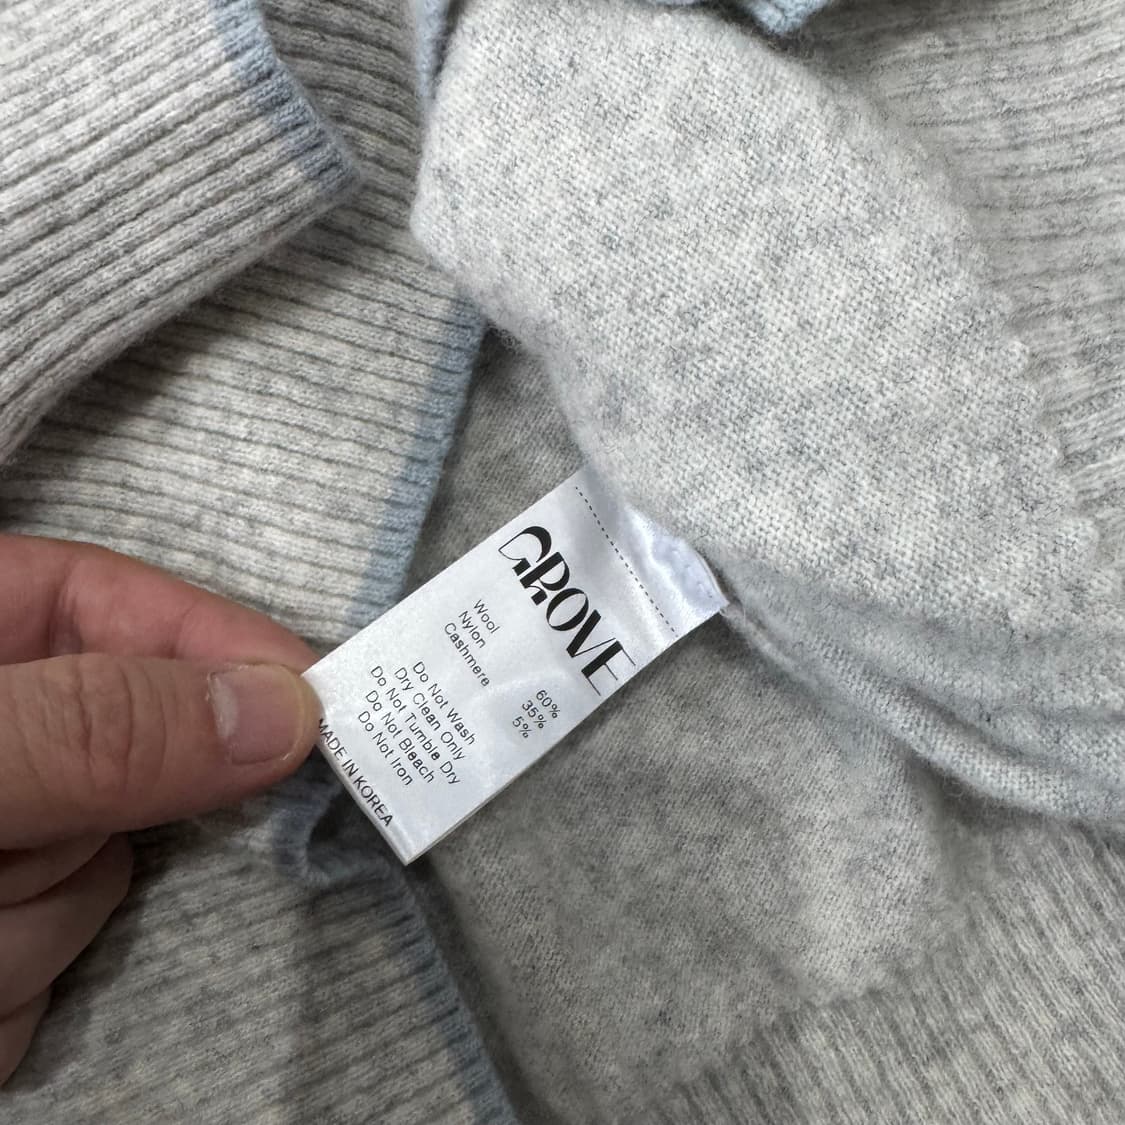 GROVE
Wool 60%
Nylon 35%
Cashmere 5%
Do Not Wash
Dry Clean Only
Do Not Tumble Dry
Do Not Bleach
Do Not Iron
MADE IN KOREA